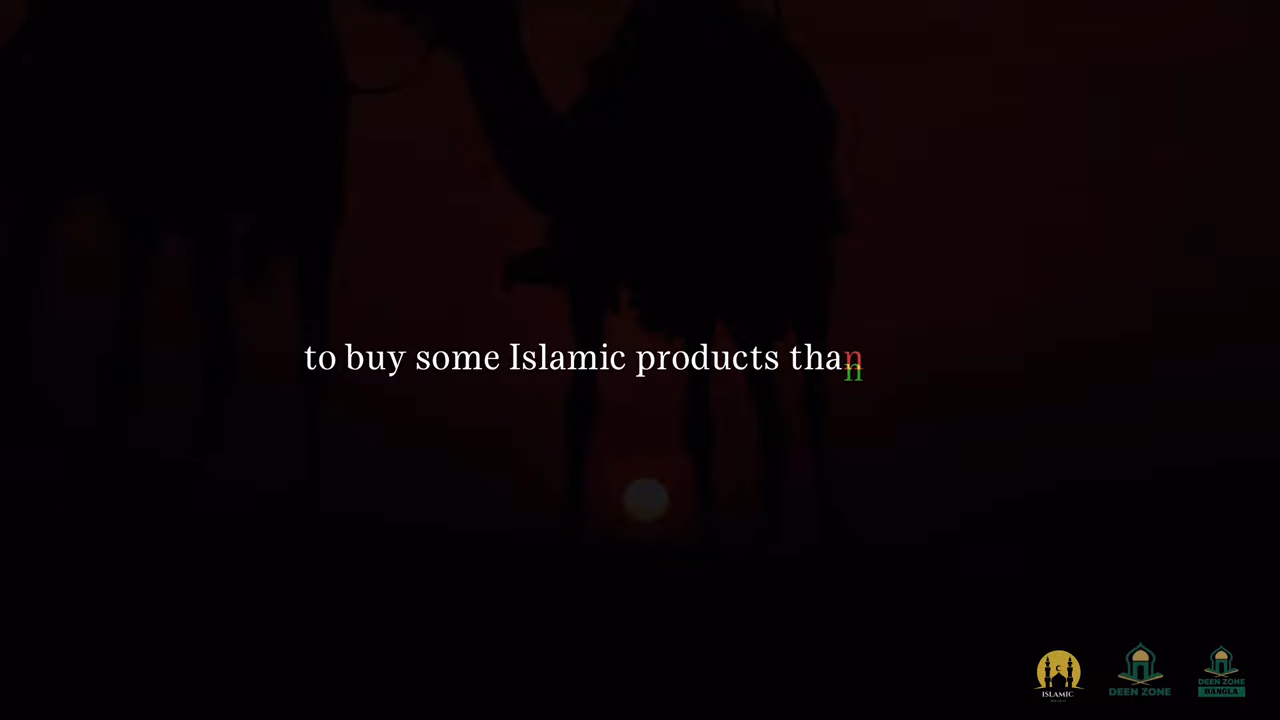 to buy some Islamic products than
ISLAMIC
DEEN ZONE
DEEN ZONE
BANGLA